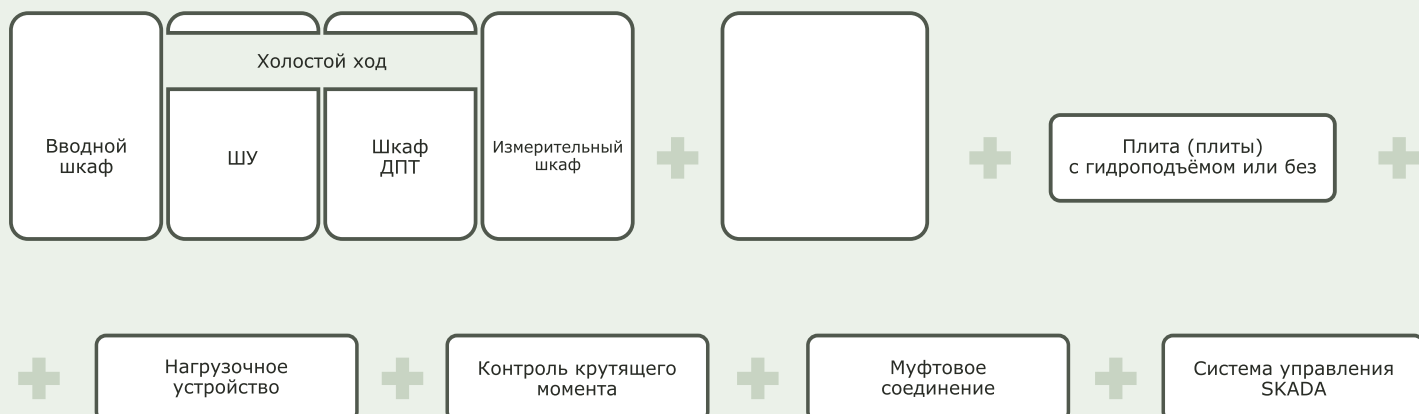 Холостой ход
Вводной
шкаф
ШУ
Шкаф
ДПТ
Измерительный
шкаф
Плита (плиты)
с гидроподъёмом или без
Нагрузочное
устройство
Контроль крутящего
момента
Муфтовое
соединение
Система управления
SKADA